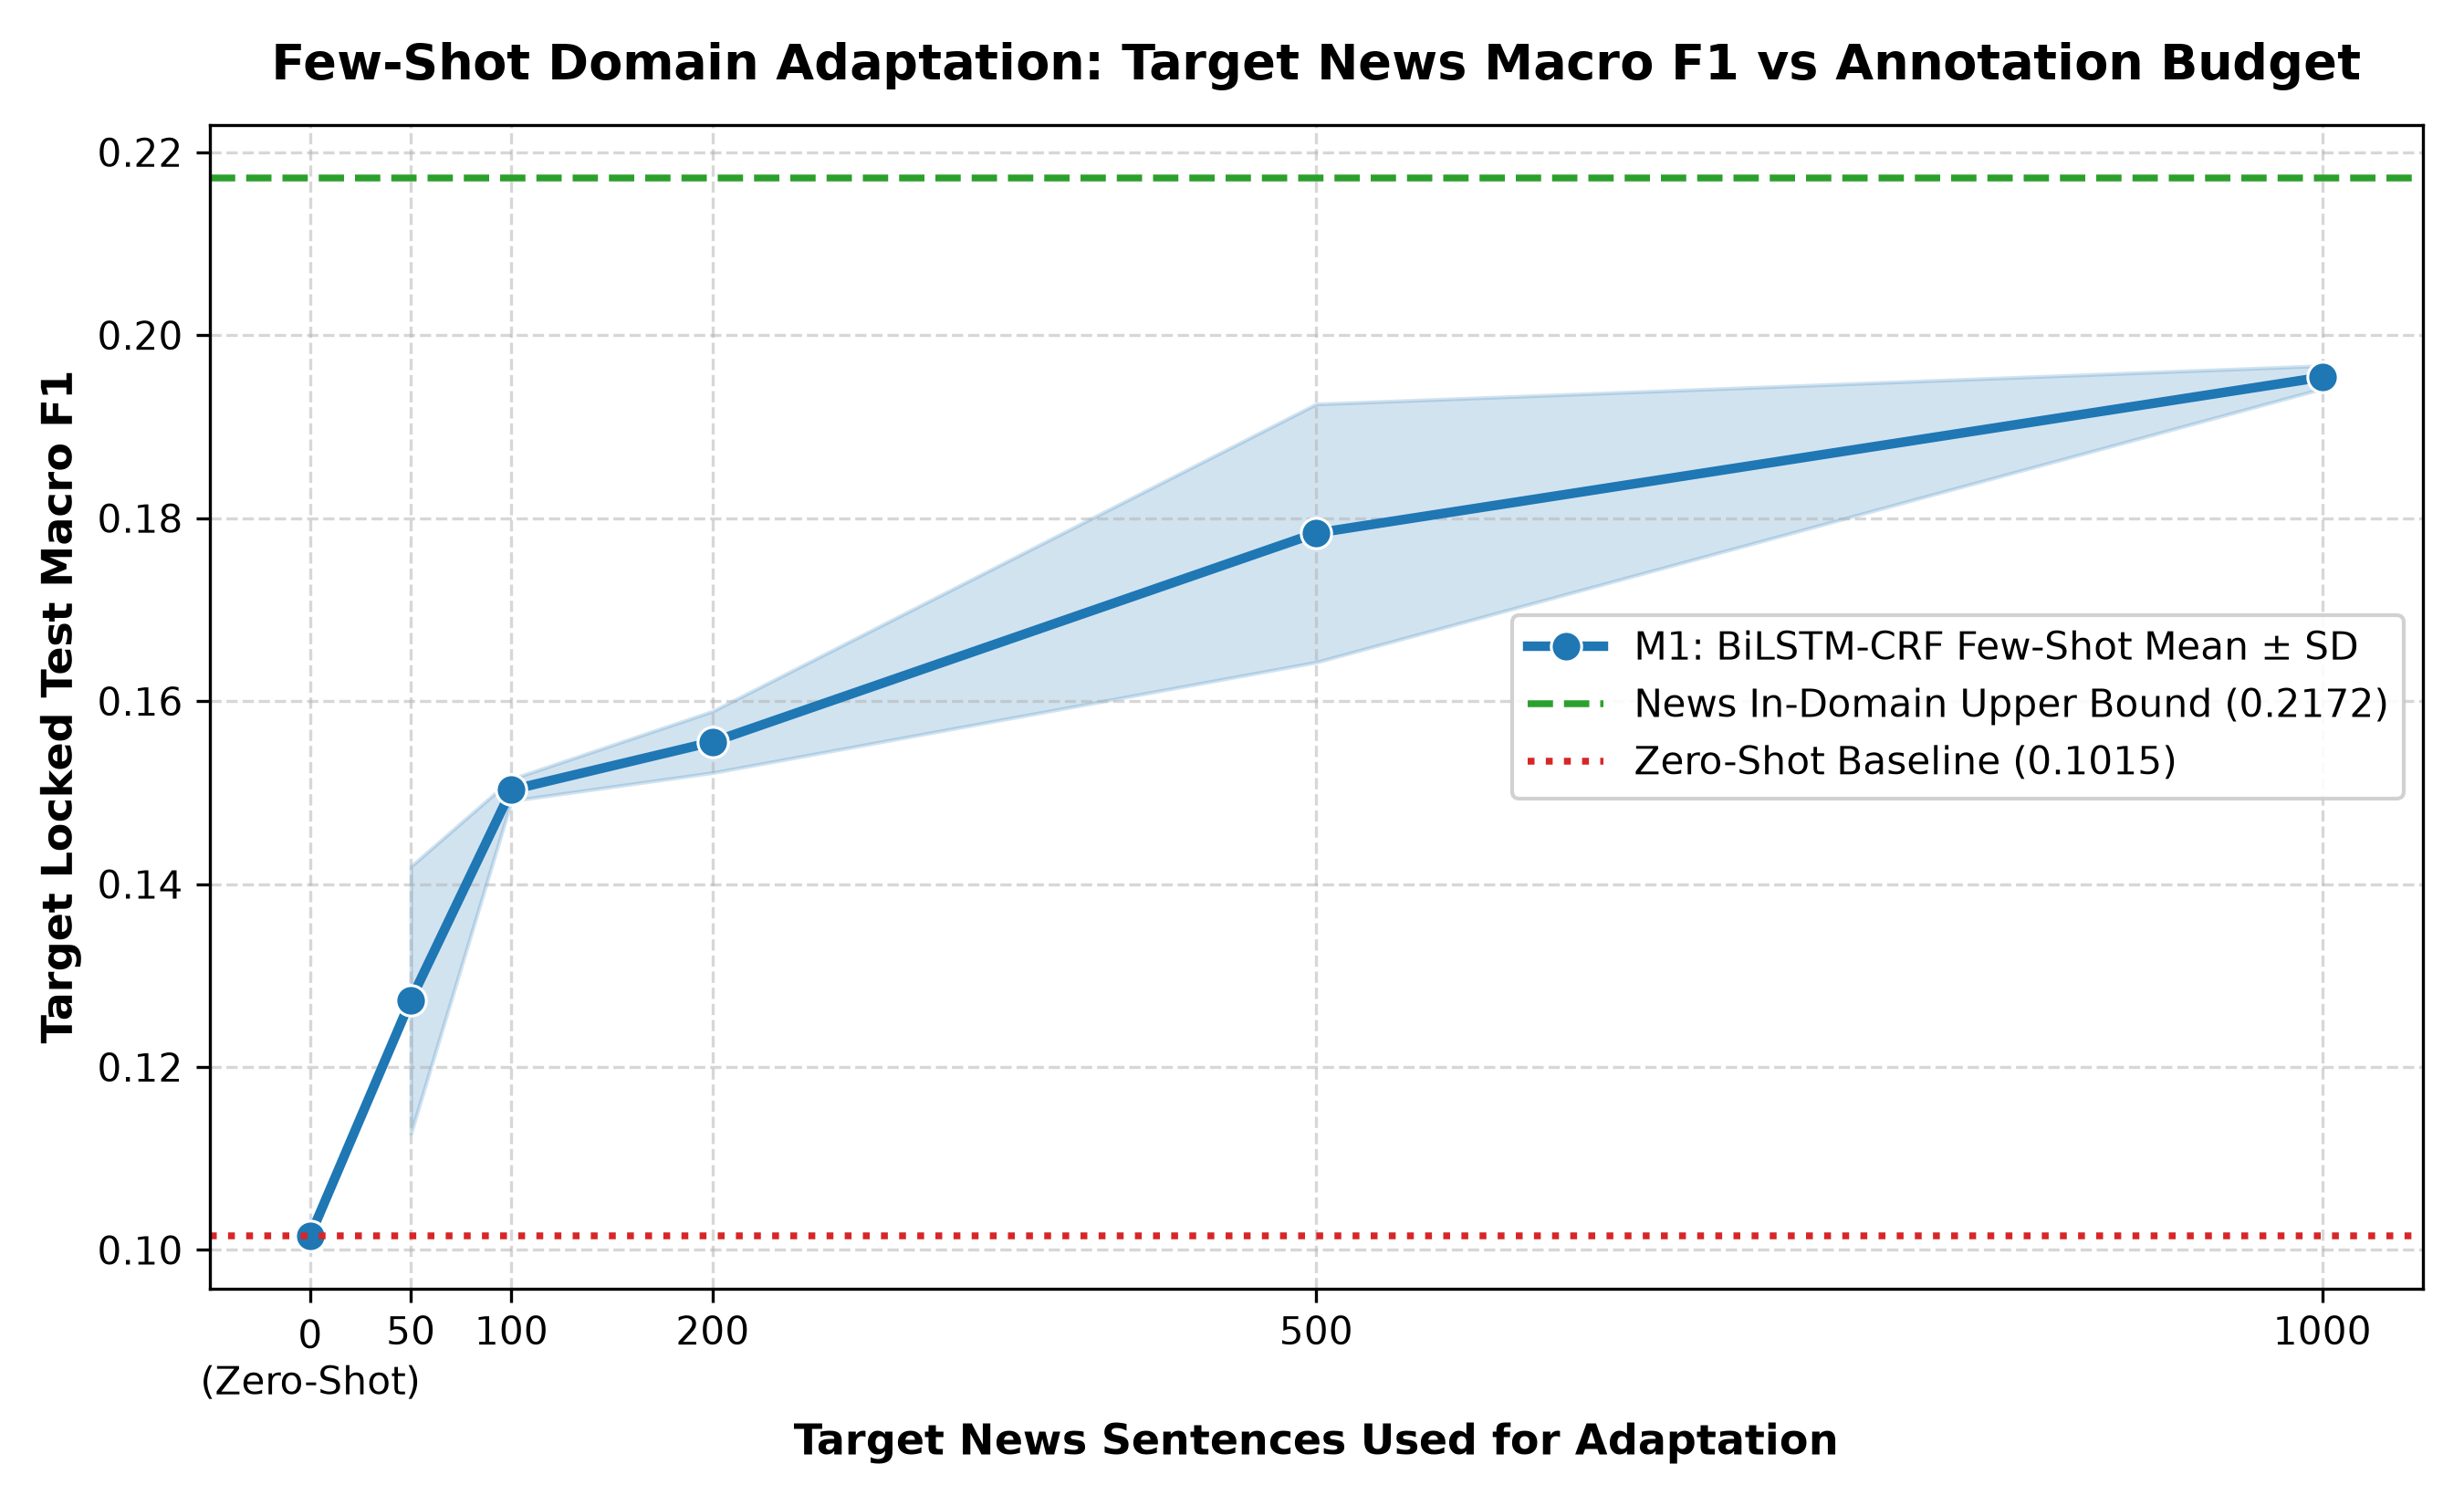 Few-Shot Domain Adaptation: Target News Macro F1 vs Annotation Budget
Target Locked Test Macro F1
0.22
0.20
0.18
0.16
0.14
0.12
0.10
M1: BiLSTM-CRF Few-Shot Mean ± SD
News In-Domain Upper Bound (0.2172)
Zero-Shot Baseline (0.1015)
0 50 100 200 500 1000
(Zero-Shot)
Target News Sentences Used for Adaptation